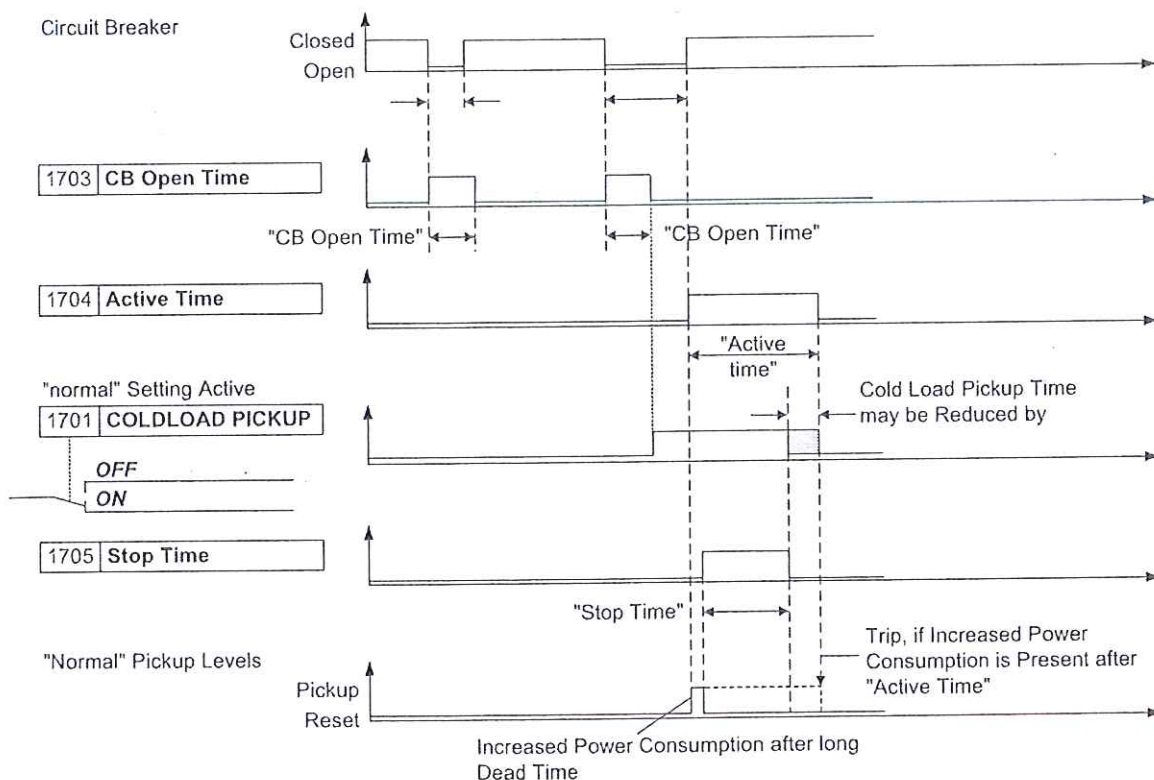 Circuit Breaker
Closed
Open
1703 CB Open Time
"CB Open Time"
"CB Open Time"
1704 Active Time
"Active
time"
"normal" Setting Active
1701 COLDLOAD PICKUP
Cold Load Pickup Time
may be Reduced by
OFF
ON
1705 Stop Time
"Stop Time"
"Normal" Pickup Levels
Pickup
Reset
Trip, if Increased Power
Consumption is Present after
"Active Time"
Increased Power Consumption after long
Dead Time